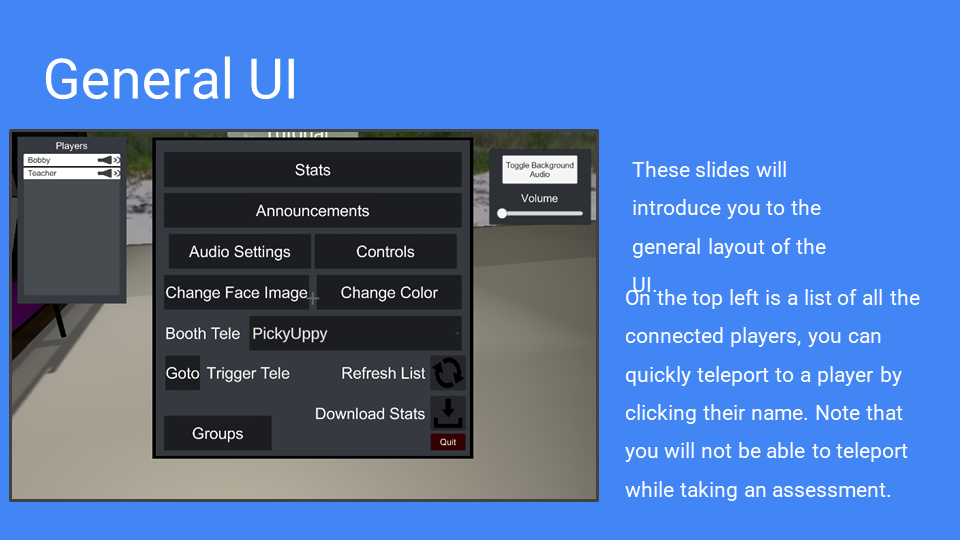 General UI
Tutorial
Players
Bobby
Teacher
Stats
Announcements
Audio Settings
Controls
Change Face Image
Change Color
Booth Tele
PickyUppy
Goto
Trigger Tele
Refresh List
Download Stats
Groups
Quit
Toggle Background
Audio
Volume
These slides will
introduce you to the
general layout of the
UI.
On the top left is a list of all the
connected players, you can
quickly teleport to a player by
clicking their name. Note that
you will not be able to teleport
while taking an assessment.